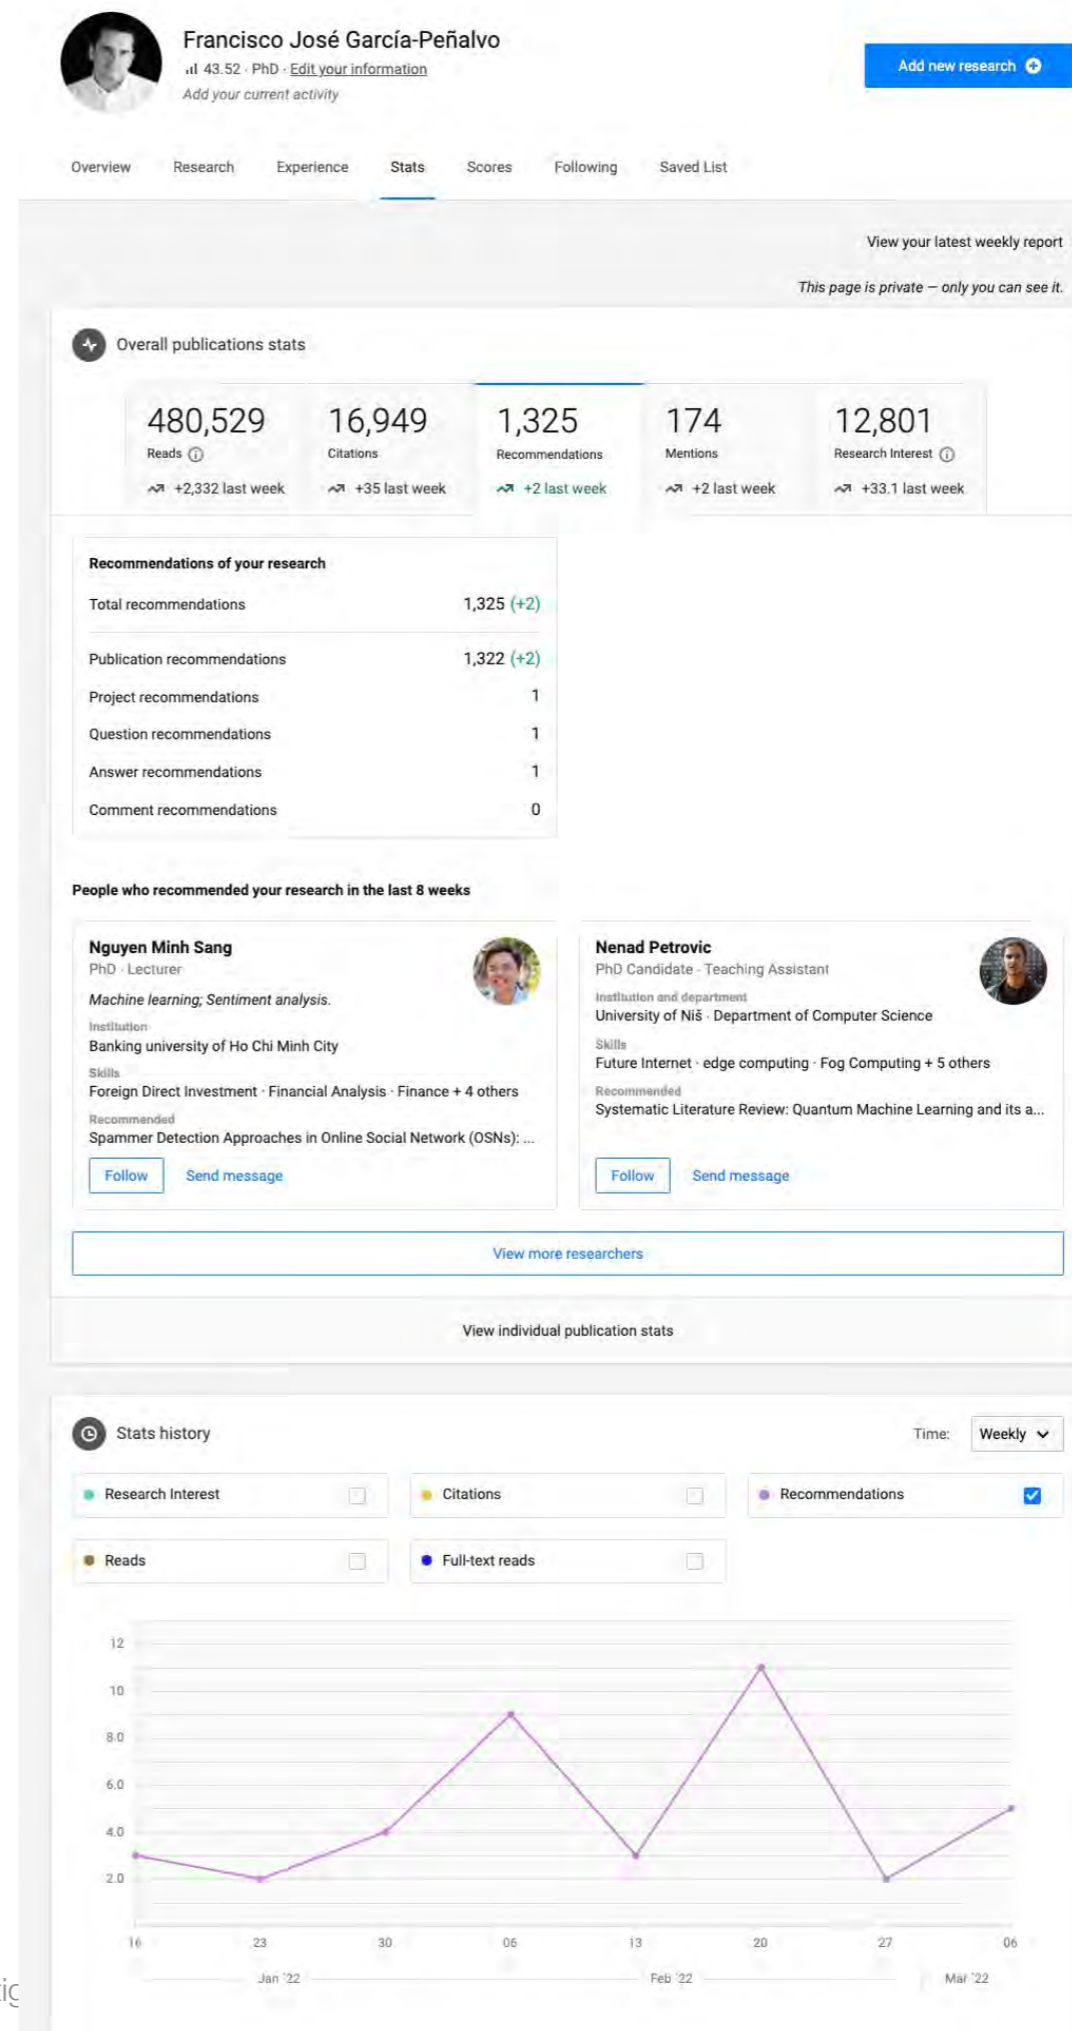 Francisco José García-Peñalvo
43.52 · PhD · Edit your information
Add your current activity
Add new research
Overview Research Experience Stats Scores Following Saved List
View your latest weekly report
This page is private — only you can see it.
Overall publications stats
480,529 16,949 1,325 174 12,801
Reads Citations Recommendations Mentions Research Interest
+2,332 last week +35 last week +2 last week +2 last week +33.1 last week
Recommendations of your research
Total recommendations 1,325 (+2)
Publication recommendations 1,322 (+2)
Project recommendations 1
Question recommendations 1
Answer recommendations 1
Comment recommendations 0
People who recommended your research in the last 8 weeks
Nguyen Minh Sang
PhD · Lecturer
Machine learning; Sentiment analysis.
Institution
Banking university of Ho Chi Minh City
Skills
Foreign Direct Investment · Financial Analysis · Finance + 4 others
Recommended
Spammer Detection Approaches in Online Social Network (OSNs): ...
Follow Send message
Nenad Petrovic
PhD Candidate · Teaching Assistant
Institution and department
University of Niš · Department of Computer Science
Skills
Future Internet · edge computing · Fog Computing + 5 others
Recommended
Systematic Literature Review: Quantum Machine Learning and its a...
Follow Send message
View more researchers
View individual publication stats
Stats history
Time: Weekly
Research Interest Citations Recommendations
Reads Full-text reads
12
10
8.0
6.0
4.0
2.0
16 23 30 06 13 20 27 06
Jan '22 Feb '22 Mar '22